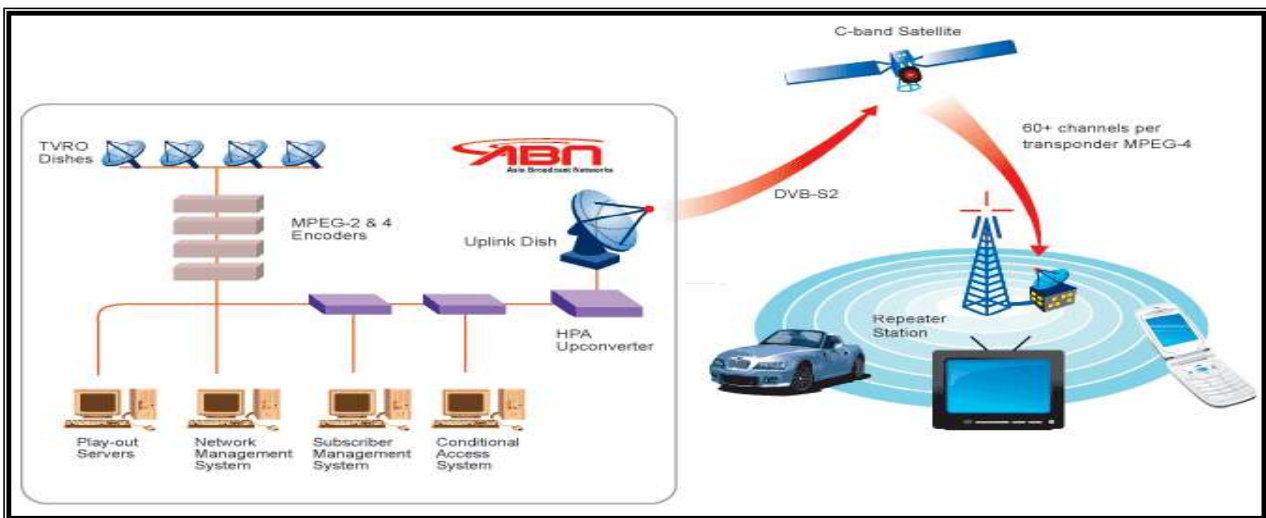 C-band Satellite
TVRO
Dishes
ABN
Asia Broadcast Networks
60+ channels per
transponder MPEG-4
DVB-S2
MPEG-2 & 4
Encoders
Uplink Dish
HPA
Upconverter
Repeater
Station
Play-out
Servers
Network
Management
System
Subscriber
Management
System
Conditional
Access
System